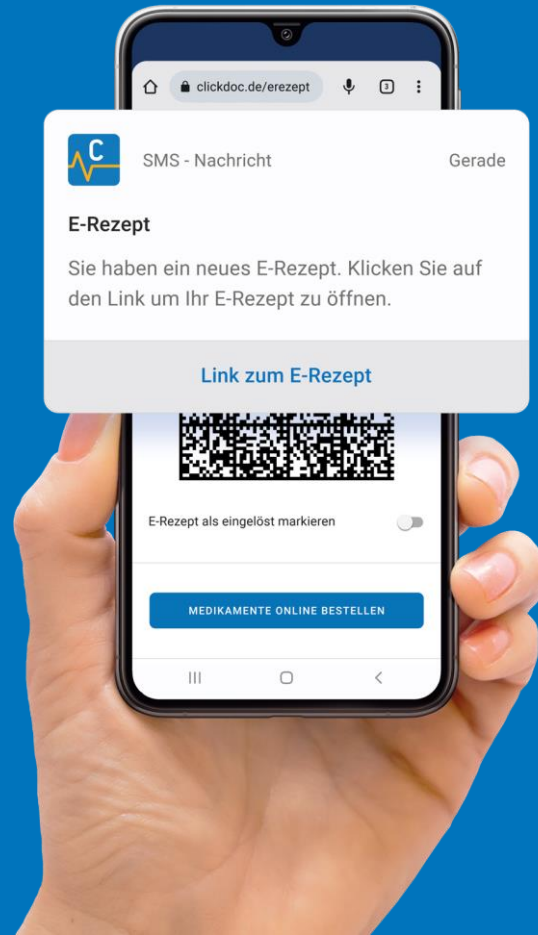 clickdoc.de/erezept
3
C
SMS - Nachricht
Gerade
E-Rezept
Sie haben ein neues E-Rezept. Klicken Sie auf
den Link um Ihr E-Rezept zu öffnen.
Link zum E-Rezept
E-Rezept als eingelöst markieren
MEDIKAMENTE ONLINE BESTELLEN